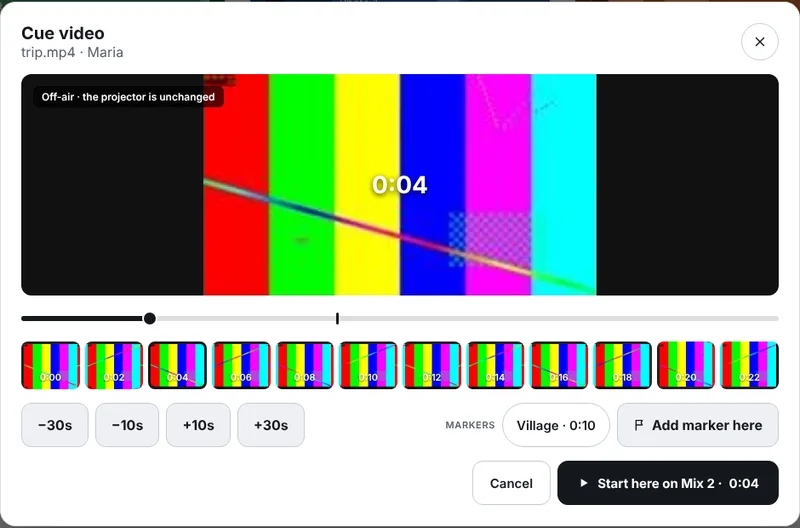 Cue video
trip.mp4 · Maria
Off-air · the projector is unchanged
0:04
0:00 0:02 0:04 0:06 0:08 0:10 0:12 0:14 0:16 0:18 0:20 0:22
−30s −10s +10s +30s MARKERS Village · 0:10 Add marker here
Cancel Start here on Mix 2 · 0:04